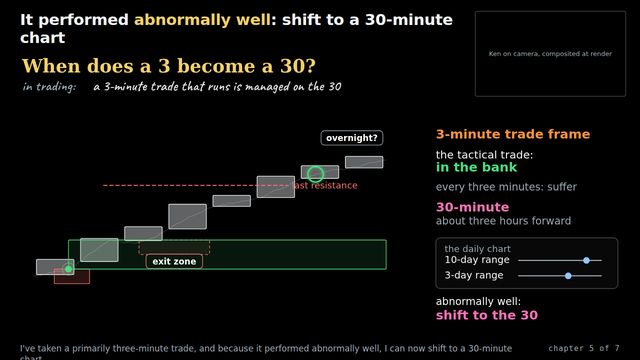 It performed abnormally well: shift to a 30-minute
chart
Ken on camera, composited at render
When does a 3 become a 30?
in trading: a 3-minute trade that runs is managed on the 30
overnight?
last resistance
exit zone
3-minute trade frame
the tactical trade:
in the bank
every three minutes: suffer
30-minute
about three hours forward
the daily chart
10-day range
3-day range
abnormally well:
shift to the 30
I've taken a primarily three-minute trade, and because it performed abnormally well, I can now shift to a 30-minute
chart
chapter 5 of 7